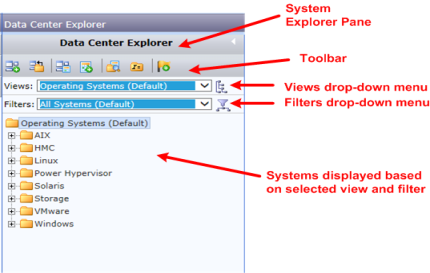 System
Explorer Pane
Data Center Explorer
Data Center Explorer
Toolbar
Views: Operating Systems (Default)
Views drop-down menu
Filters: All Systems (Default)
Filters drop-down menu
Operating Systems (Default)
AIX
HMC
Linux
Power Hypervisor
Solaris
Storage
VMware
Windows
Systems displayed based
on selected view and filter